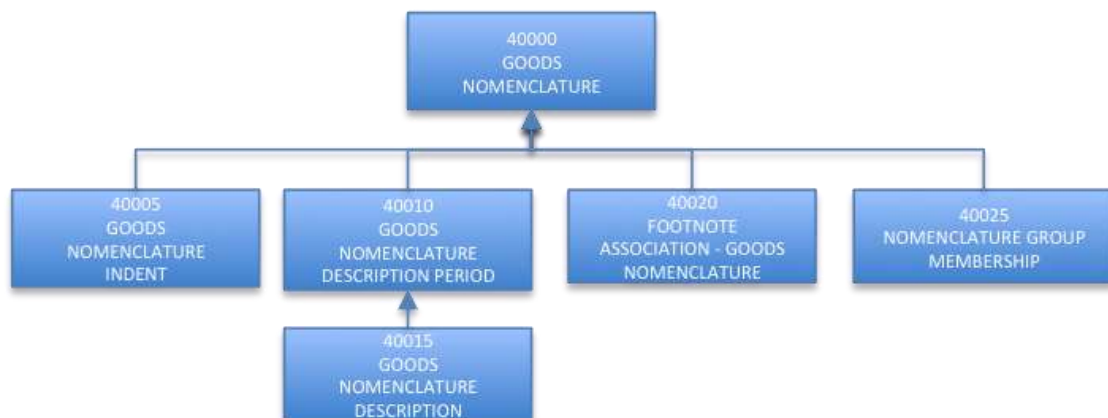 40000
GOODS
NOMENCLATURE
40005
GOODS
NOMENCLATURE
INDENT
40010
GOODS
NOMENCLATURE
DESCRIPTION PERIOD
40020
FOOTNOTE
ASSOCIATION - GOODS
NOMENCLATURE
40025
NOMENCLATURE GROUP
MEMBERSHIP
40015
GOODS
NOMENCLATURE
DESCRIPTION